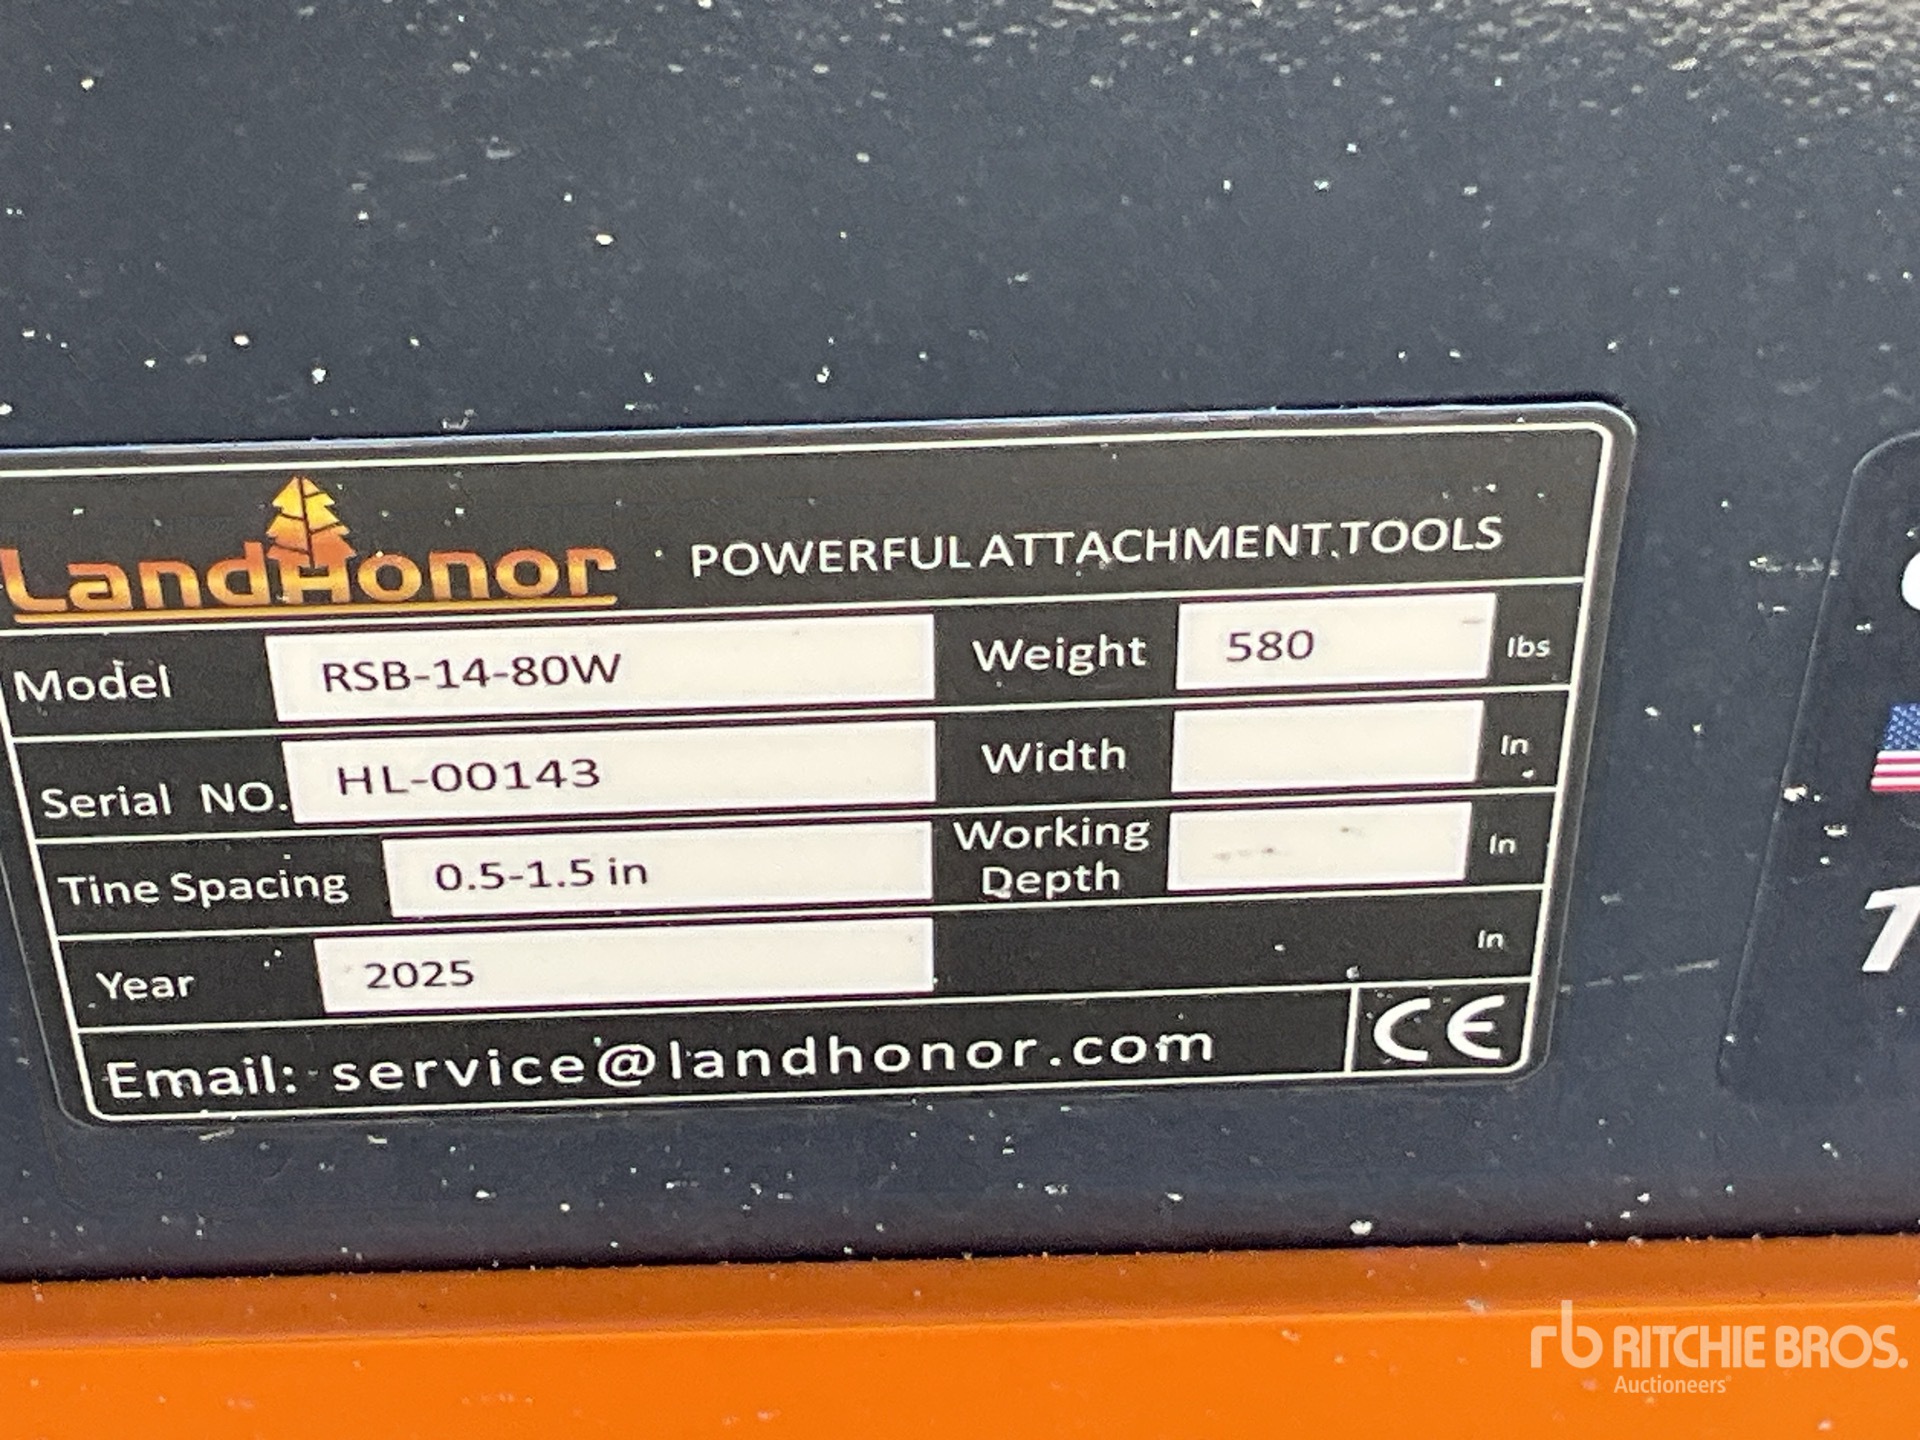 LandHonor POWERFUL ATTACHMENT TOOLS
Model RSB-14-80W Weight 580 lbs
Serial NO. HL-00143 Width In
Tine Spacing 0.5-1.5 in Working Depth In
Year 2025 In
Email: service@landhonor.com CE
rb RITCHIE BROS.
Auctioneers